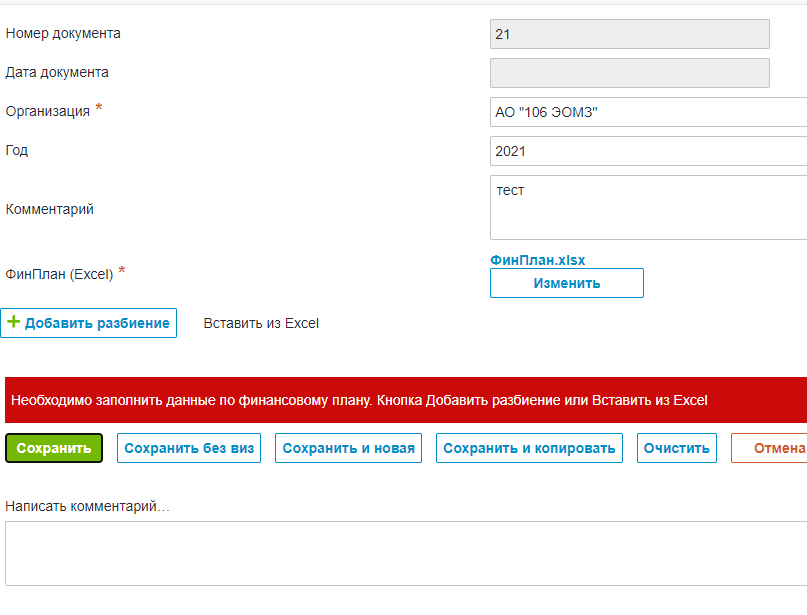 Номер документа 21
Дата документа
Организация * АО "106 ЭОМЗ"
Год 2021
Комментарий тест
ФинПлан (Excel) * ФинПлан.xlsx
Изменить
+ Добавить разбиение Вставить из Excel
Необходимо заполнить данные по финансовому плану. Кнопка Добавить разбиение или Вставить из Excel
Сохранить Сохранить без виз Сохранить и новая Сохранить и копировать Очистить Отмена
Написать комментарий...